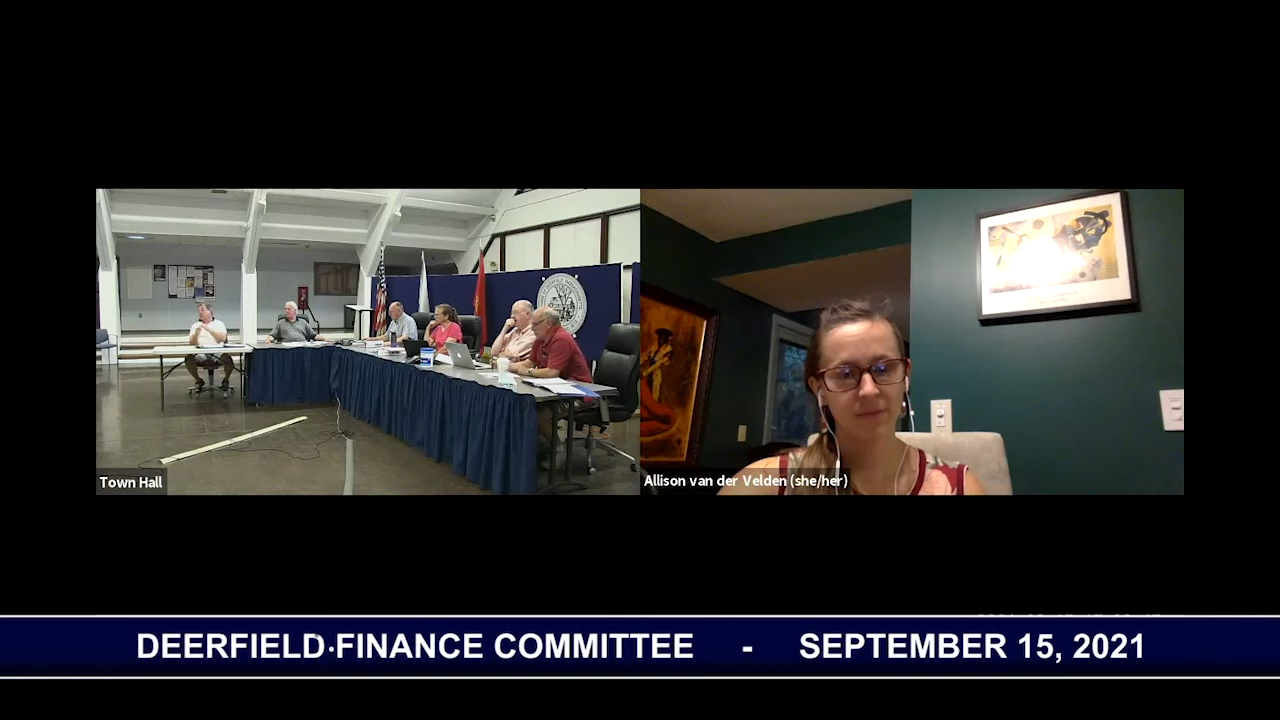 Town Hall
Allison van der Velden (she/her)
DEERFIELD·FINANCE COMMITTEE - SEPTEMBER 15, 2021